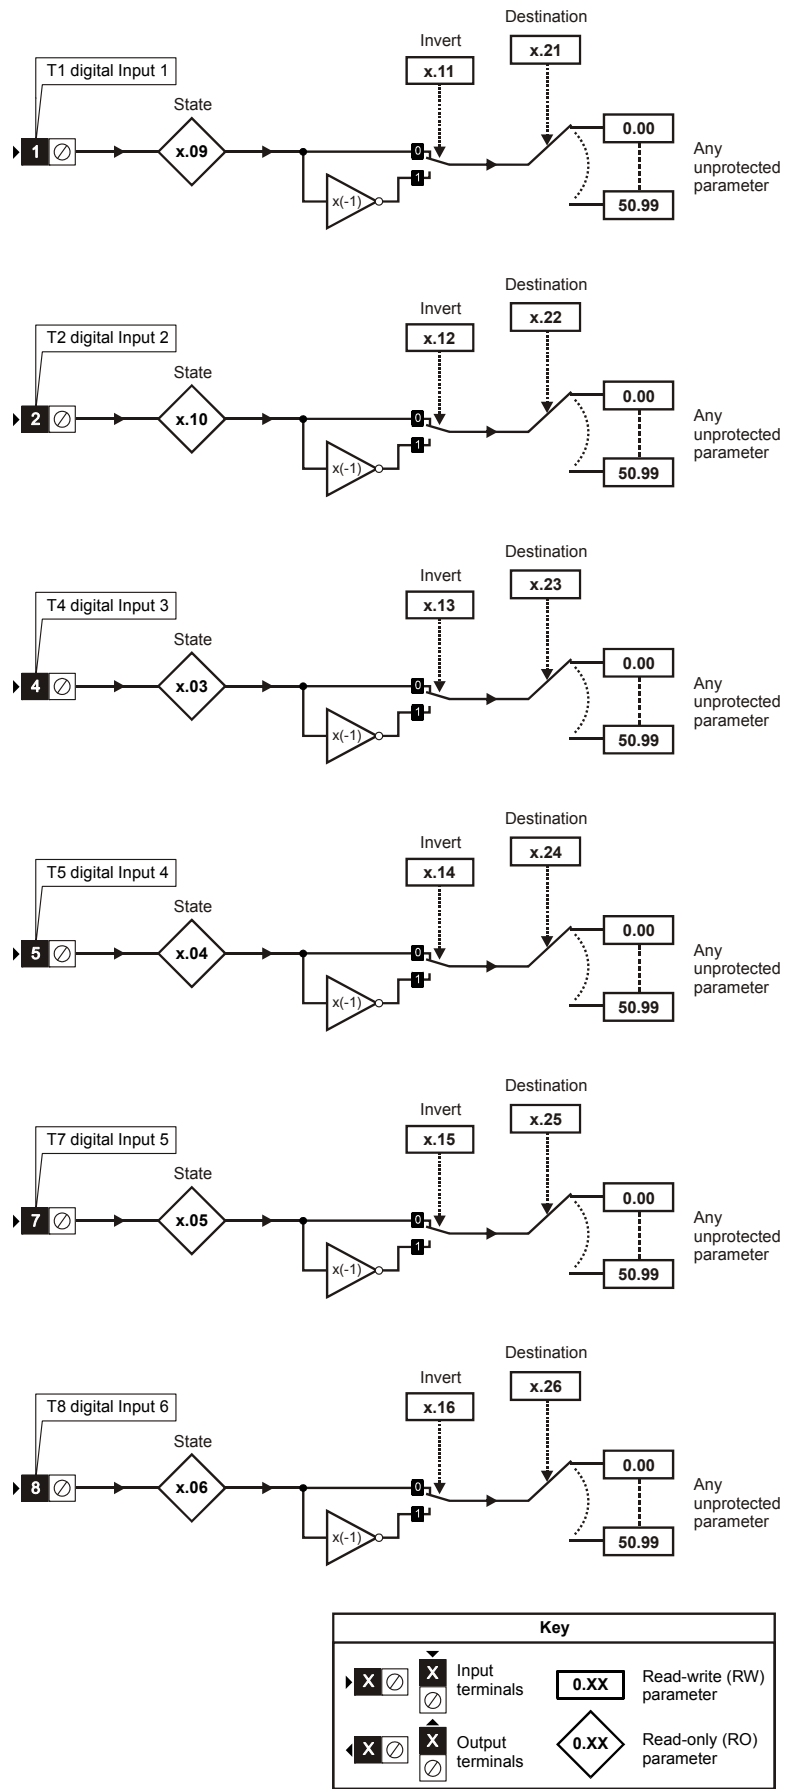 Destination
Invert
x.21
T1 digital Input 1
x.11
State
0.00
Any
unprotected
parameter
1
x.09
0
1
x(-1)
50.99
Destination
Invert
x.22
T2 digital Input 2
x.12
State
0.00
Any
unprotected
parameter
2
x.10
0
1
x(-1)
50.99
Destination
Invert
x.23
T4 digital Input 3
x.13
State
0.00
Any
unprotected
parameter
4
x.03
0
1
x(-1)
50.99
Destination
Invert
x.24
T5 digital Input 4
x.14
State
0.00
Any
unprotected
parameter
5
x.04
0
1
x(-1)
50.99
Destination
Invert
x.25
T7 digital Input 5
x.15
State
0.00
Any
unprotected
parameter
7
x.05
0
1
x(-1)
50.99
Destination
Invert
x.26
T8 digital Input 6
x.16
State
0.00
Any
unprotected
parameter
8
x.06
0
1
x(-1)
50.99
Key
X
X
Input
terminals
0.XX
Read-write (RW)
parameter
X
X
Output
terminals
0.XX
Read-only (RO)
parameter